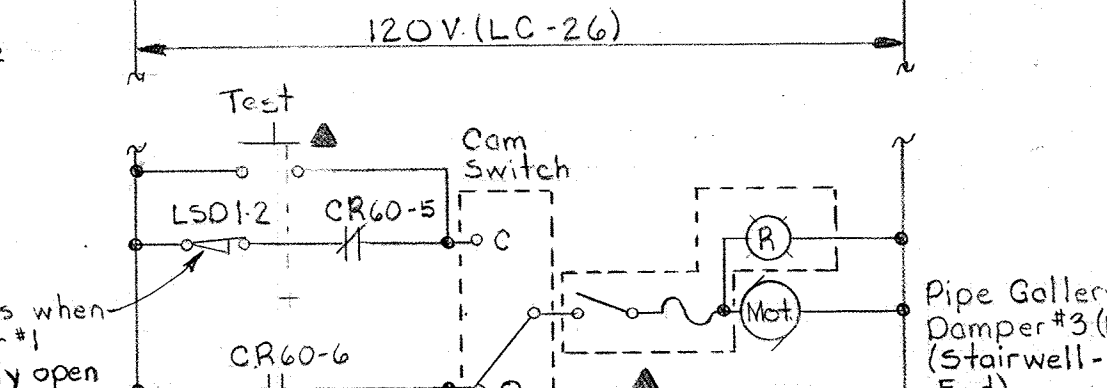 120V. (LC-26)
Test
Cam
Switch
LSD1-2
CR60-5
C
R
s when
#1
y open
Mot.
Pipe Galler
Damper #3 (
(Stairwell-
CR60-6